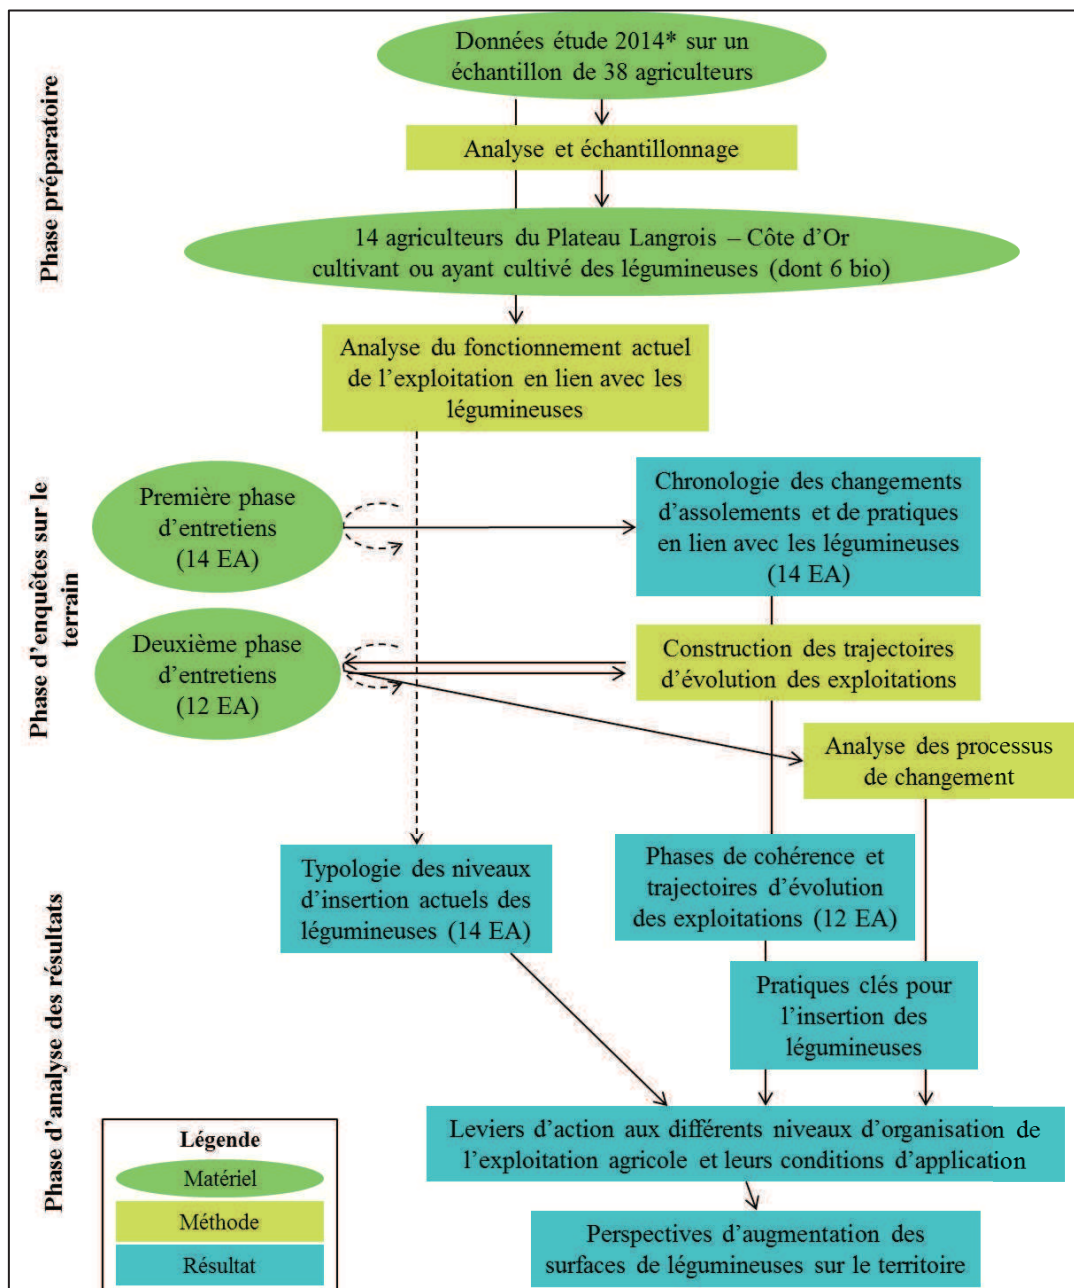 Phase préparatoire
Données étude 2014* sur un
échantillon de 38 agriculteurs
Analyse et échantillonnage
14 agriculteurs du Plateau Langrois – Côte d’Or
cultivant ou ayant cultivé des légumineuses (dont 6 bio)
Analyse du fonctionnement actuel
de l’exploitation en lien avec les
légumineuses
Phase d’enquêtes sur le
terrain
Première phase
d’entretiens
(14 EA)
Chronologie des changements
d’assolements et de pratiques
en lien avec les légumineuses
(14 EA)
Deuxième phase
d’entretiens
(12 EA)
Construction des trajectoires
d’évolution des exploitations
Analyse des processus
de changement
Phase d’analyse des résultats
Typologie des niveaux
d’insertion actuels des
légumineuses (14 EA)
Phases de cohérence et
trajectoires d’évolution
des exploitations (12 EA)
Pratiques clés pour
l’insertion des
légumineuses
Leviers d’action aux différents niveaux d’organisation de
l’exploitation agricole et leurs conditions d’application
Perspectives d’augmentation des
surfaces de légumineuses sur le territoire
Légende
Matériel
Méthode
Résultat